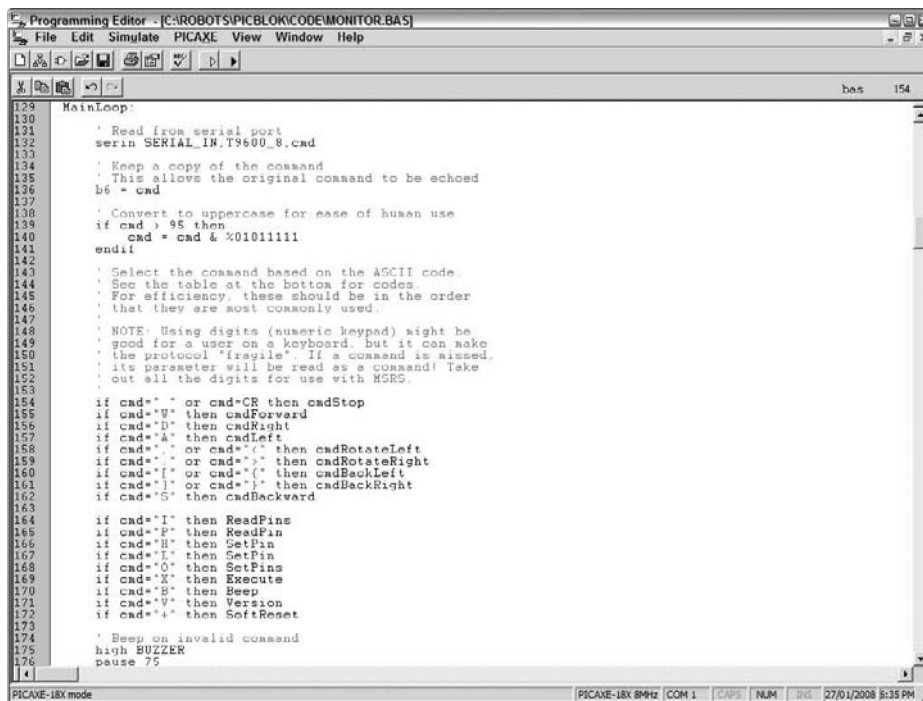 Programming Editor - [C:\ROBOTS\PICBLOK\CODE\MONITOR.BAS]
File Edit Simulate PICAXE View Window Help
bas 154
129 MainLoop:
130
131 ' Read from serial port
132 serin SERIAL_IN,T9600_8,cmd
133
134 ' Keep a copy of the command
135 ' This allows the original command to be echoed
136 b6 = cmd
137
138 ' Convert to uppercase for ease of human use
139 if cmd > 95 then
140 cmd = cmd & %01011111
141 endif
142
143 ' Select the command based on the ASCII code.
144 ' See the table at the bottom for codes.
145 ' For efficiency, these should be in the order
146 ' that they are most commonly used.
147 '
148 ' NOTE: Using digits (numeric keypad) might be
149 ' good for a user on a keyboard, but it can make
150 ' the protocol "fragile". If a command is missed,
151 ' its parameter will be read as a command! Take
152 ' out all the digits for use with MSRS.
153 '
154 if cmd=" " or cmd=CR then cmdStop
155 if cmd="W" then cmdForward
156 if cmd="D" then cmdRight
157 if cmd="A" then cmdLeft
158 if cmd="," or cmd="<" then cmdRotateLeft
159 if cmd="." or cmd=">" then cmdRotateRight
160 if cmd="[" or cmd="{" then cmdBackLeft
161 if cmd="]" or cmd="}" then cmdBackRight
162 if cmd="S" then cmdBackward
163
164 if cmd="I" then ReadPins
165 if cmd="P" then ReadPin
166 if cmd="H" then SetPin
167 if cmd="L" then SetPin
168 if cmd="O" then SetPins
169 if cmd="X" then Execute
170 if cmd="B" then Beep
171 if cmd="V" then Version
172 if cmd="+" then SoftReset
173
174 ' Beep on invalid command
175 high BUZZER
176 pause 75
PICAXE-18X mode PICAXE-18X 8MHz COM 1 CAPS NUM INS 27/01/2008 5:35 PM